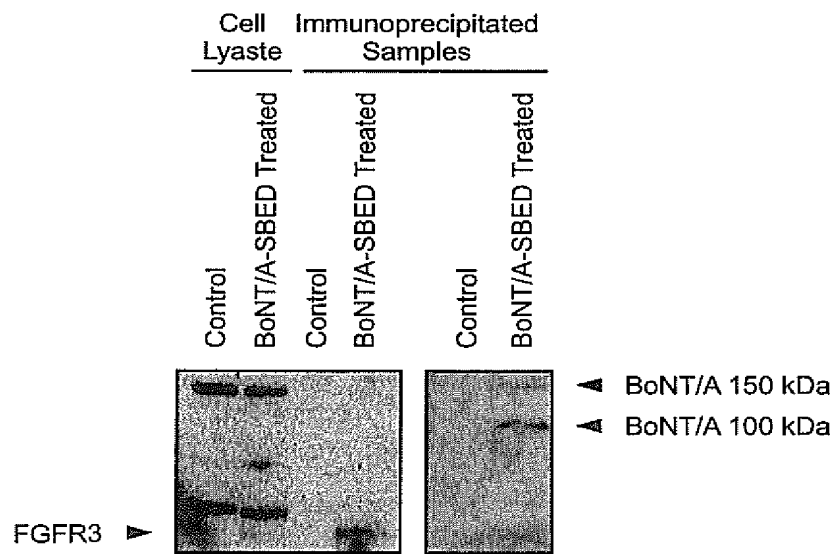 Cell Immunoprecipitated
Lyaste Samples
Control
BoNT/A-SBED Treated
Control
BoNT/A-SBED Treated
Control
BoNT/A-SBED Treated
BoNT/A 150 kDa
BoNT/A 100 kDa
FGFR3